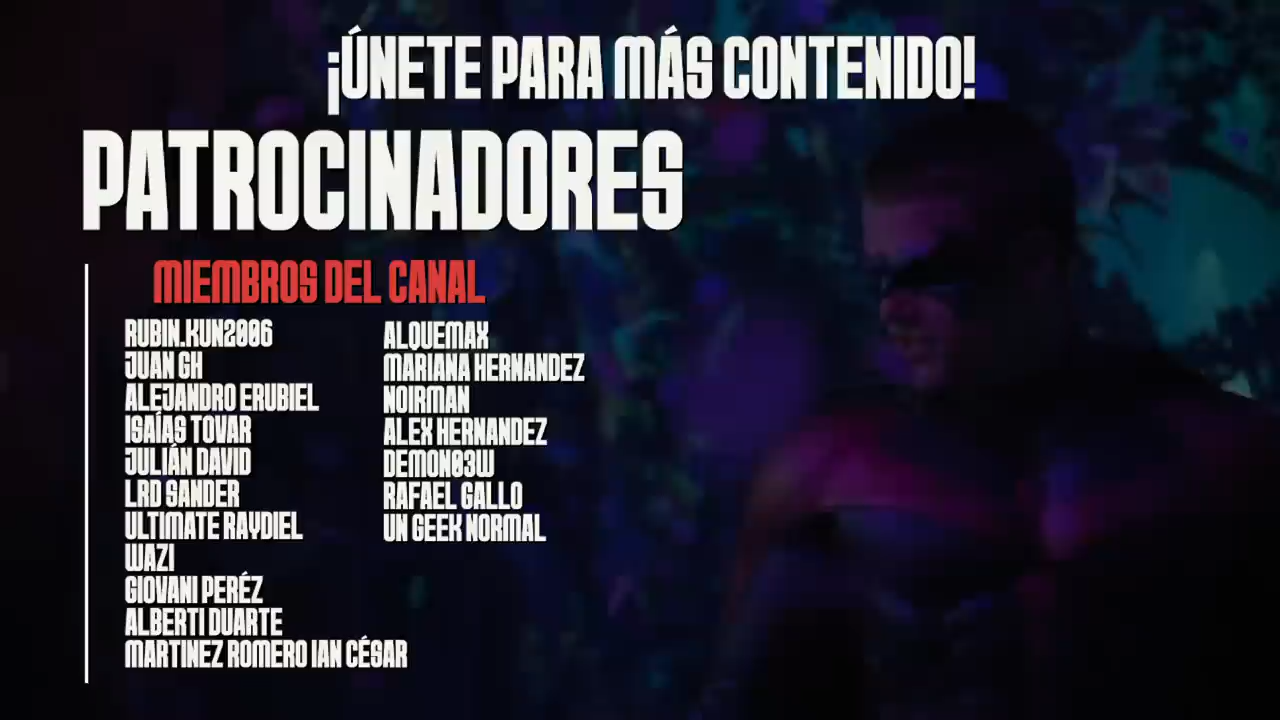 ¡ÚNETE PARA MÁS CONTENIDO!
PATROCINADORES
MIEMBROS DEL CANAL
RUBIN.KUN2006
JUAN GH
ALEJANDRO ERUBIEL
ISAÍAS TOVAR
JULIÁN DAVID
LRD SANDER
ULTIMATE RAYDIEL
WAZI
GIOVANI PERÉZ
ALBERTI DUARTE
MARTINEZ ROMERO IAN CÉSAR
ALQUEMAX
MARIANA HERNANDEZ
NOIRMAN
ALEX HERNANDEZ
DEMON03W
RAFAEL GALLO
UN GEEK NORMAL